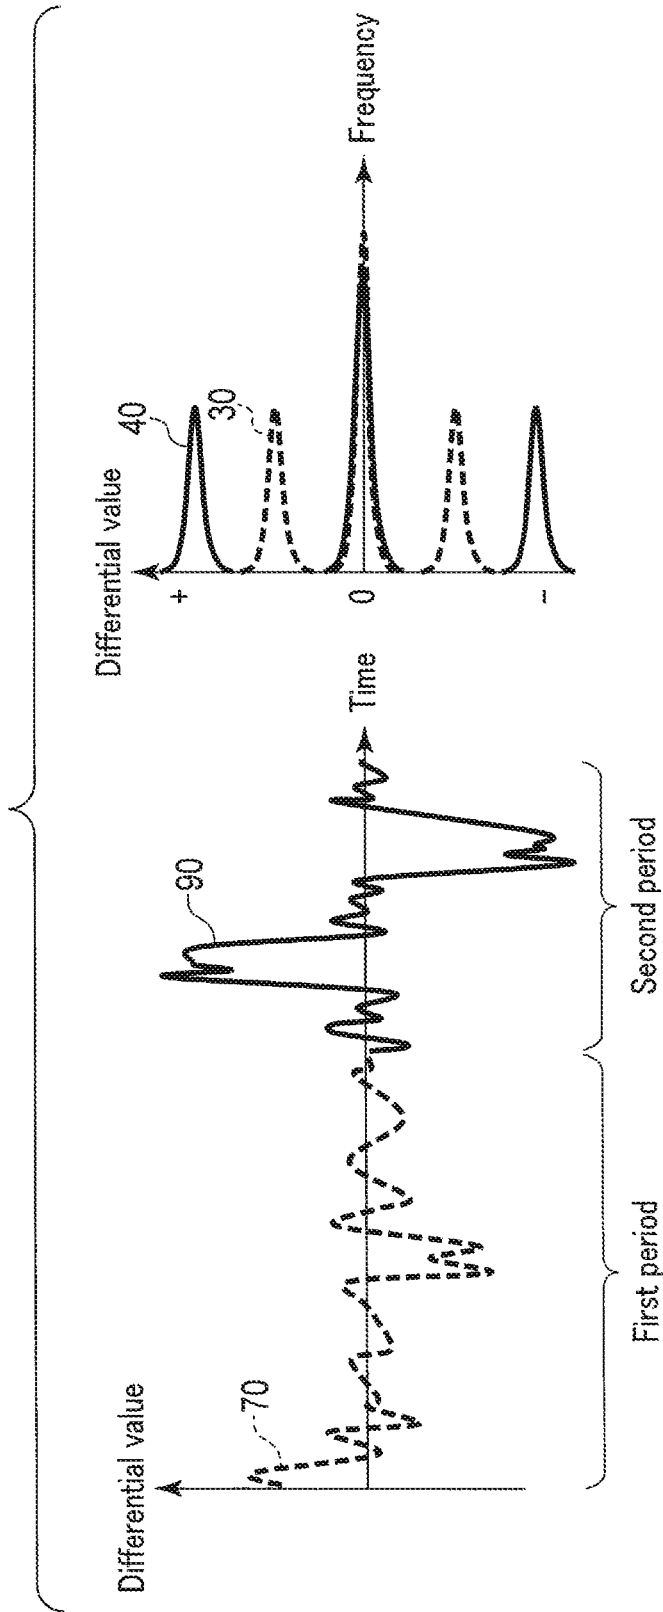 Differential value
70
90
Time
First period
Second period
Differential value
+
0
-
40
30
Frequency